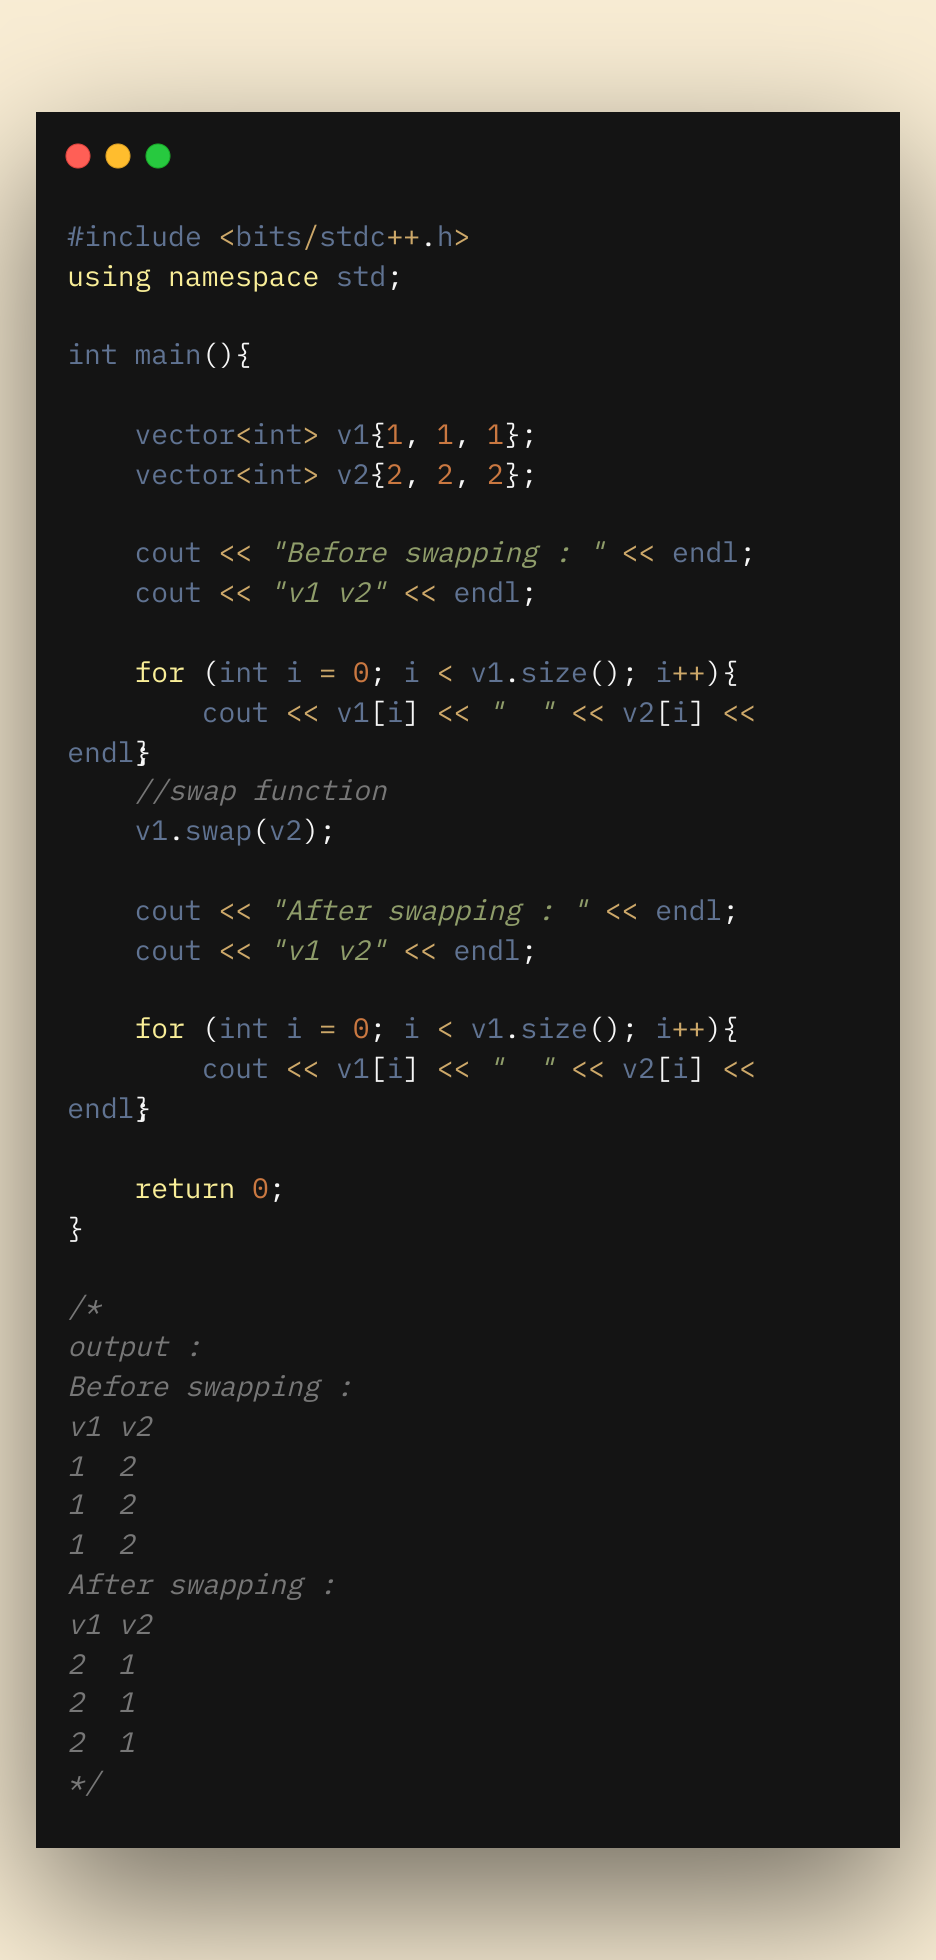 #include <bits/stdc++.h>
using namespace std;

int main(){

    vector<int> v1{1, 1, 1};
    vector<int> v2{2, 2, 2};

    cout << "Before swapping : " << endl;
    cout << "v1 v2" << endl;

    for (int i = 0; i < v1.size(); i++){
        cout << v1[i] << "  " << v2[i] <<
endl;}
    //swap function
    v1.swap(v2);

    cout << "After swapping : " << endl;
    cout << "v1 v2" << endl;

    for (int i = 0; i < v1.size(); i++){
        cout << v1[i] << "  " << v2[i] <<
endl;}

    return 0;
}

/*
output :
Before swapping :
v1 v2
1  2
1  2
1  2
After swapping :
v1 v2
2  1
2  1
2  1
*/